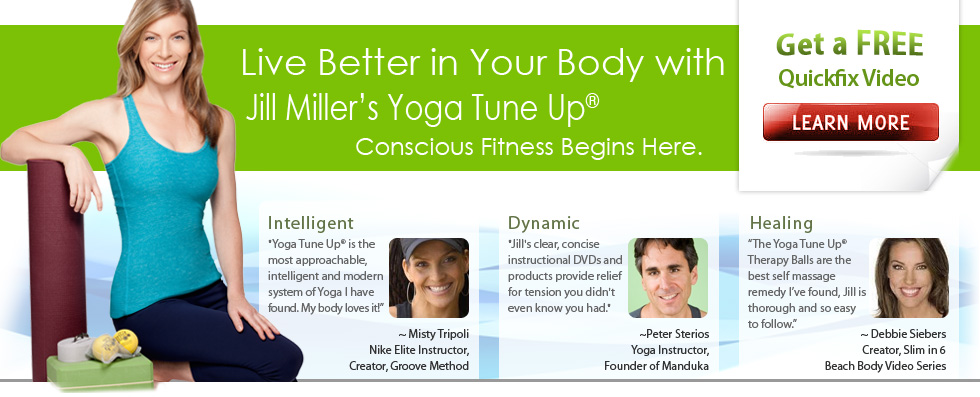 Live Better in Your Body with
Jill Miller's Yoga Tune Up®
Conscious Fitness Begins Here.
Get a FREE
Quickfix Video
LEARN MORE
Intelligent
"Yoga Tune Up® is the
most approachable,
intelligent and modern
system of Yoga I have
found. My body loves it!”
~ Misty Tripoli
Nike Elite Instructor,
Creator, Groove Method
Dynamic
"Jill's clear, concise
instructional DVDs and
products provide relief
for tension you didn't
even know you had."
~Peter Sterios
Yoga Instructor,
Founder of Manduka
Healing
“The Yoga Tune Up®
Therapy Balls are the
best self massage
remedy I’ve found, Jill is
thorough and so easy
to follow.”
~ Debbie Siebers
Creator, Slim in 6
Beach Body Video Series